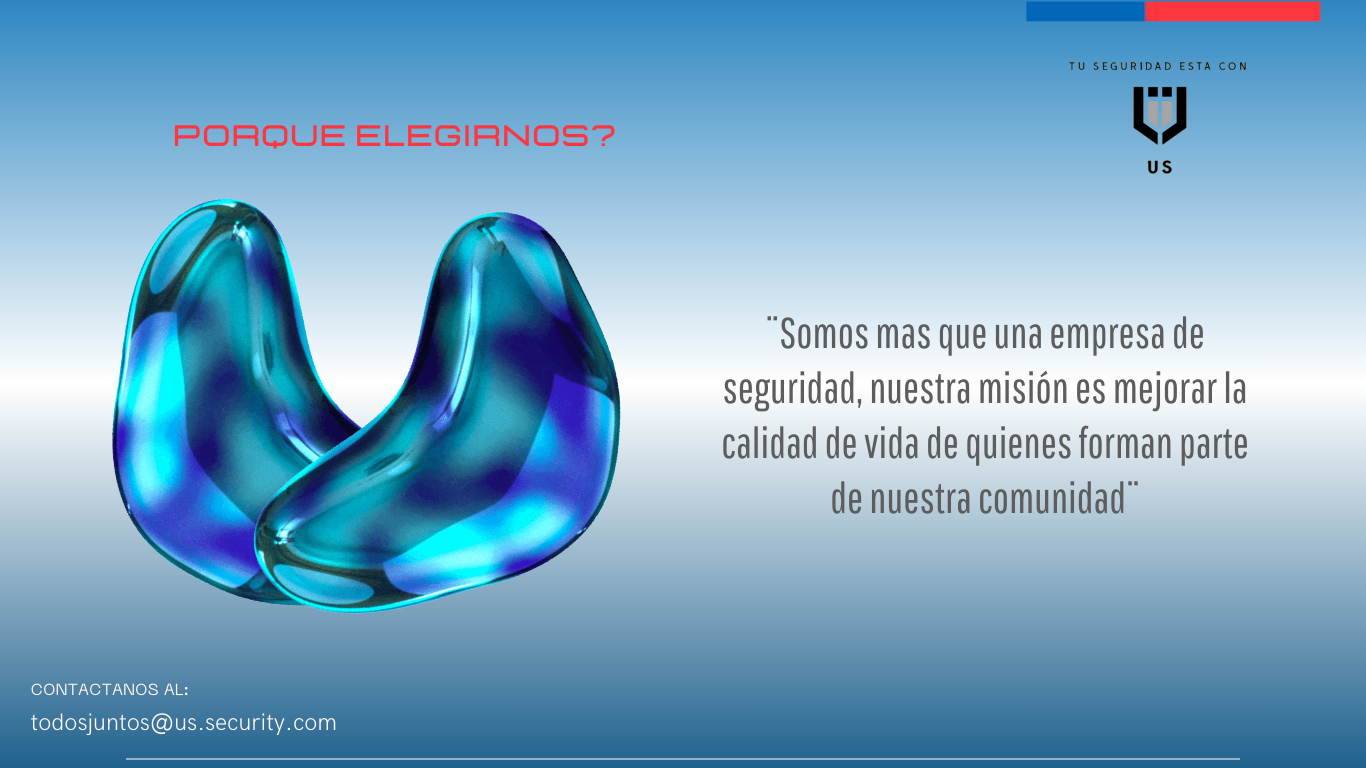 TU SEGURIDAD ESTA CON
US
PORQUE ELEGIRNOS?
¨Somos mas que una empresa de
seguridad, nuestra misión es mejorar la
calidad de vida de quienes forman parte
de nuestra comunidad¨
CONTACTANOS AL:
todosjuntos@us.security.com